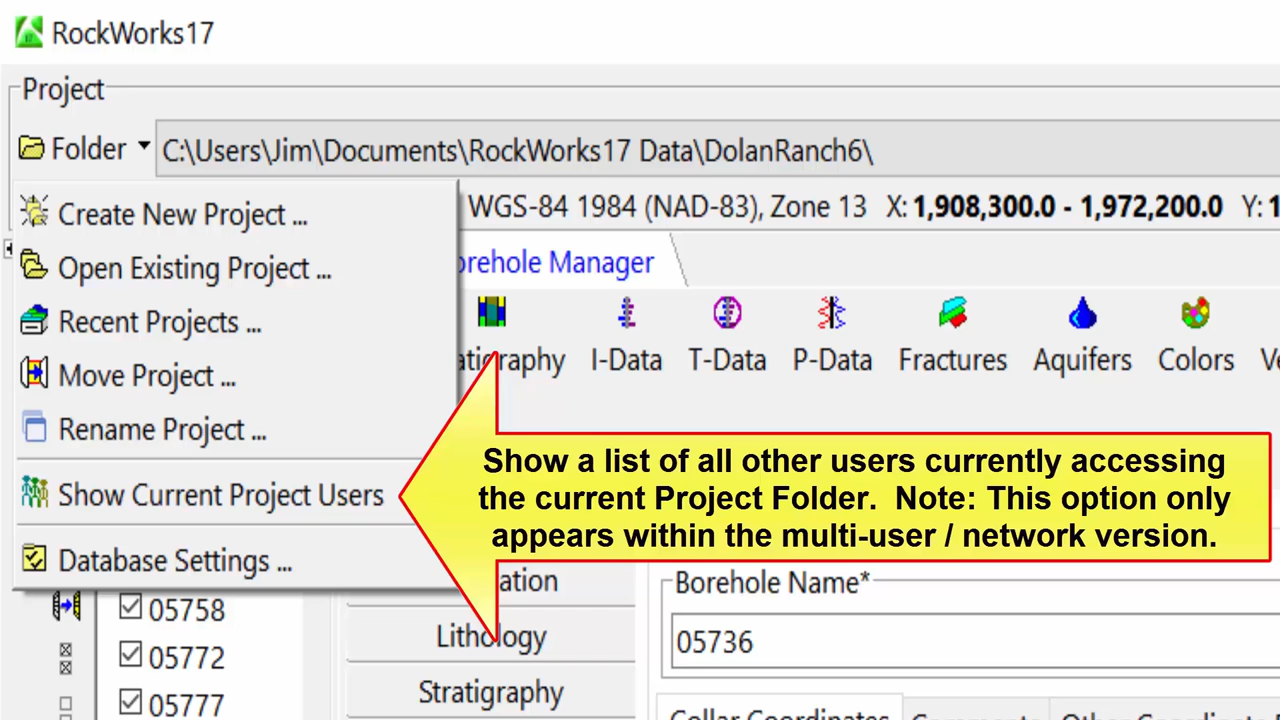 RockWorks17
Project
Folder C:\Users\Jim\Documents\RockWorks17 Data\DolanRanch6\
WGS-84 1984 (NAD-83), Zone 13 X: 1,908,300.0 - 1,972,200.0 Y:
Create New Project ...
Open Existing Project ...
Recent Projects ...
Move Project ...
Rename Project ...
Show Current Project Users
Database Settings ...
Manager
I-Data T-Data P-Data Fractures Aquifers Colors
Show a list of all other users currently accessing
the current Project Folder. Note: This option only
appears within the multi-user / network version.
Borehole Name*
05736
05758
05772
05777
Lithology
Stratigraphy